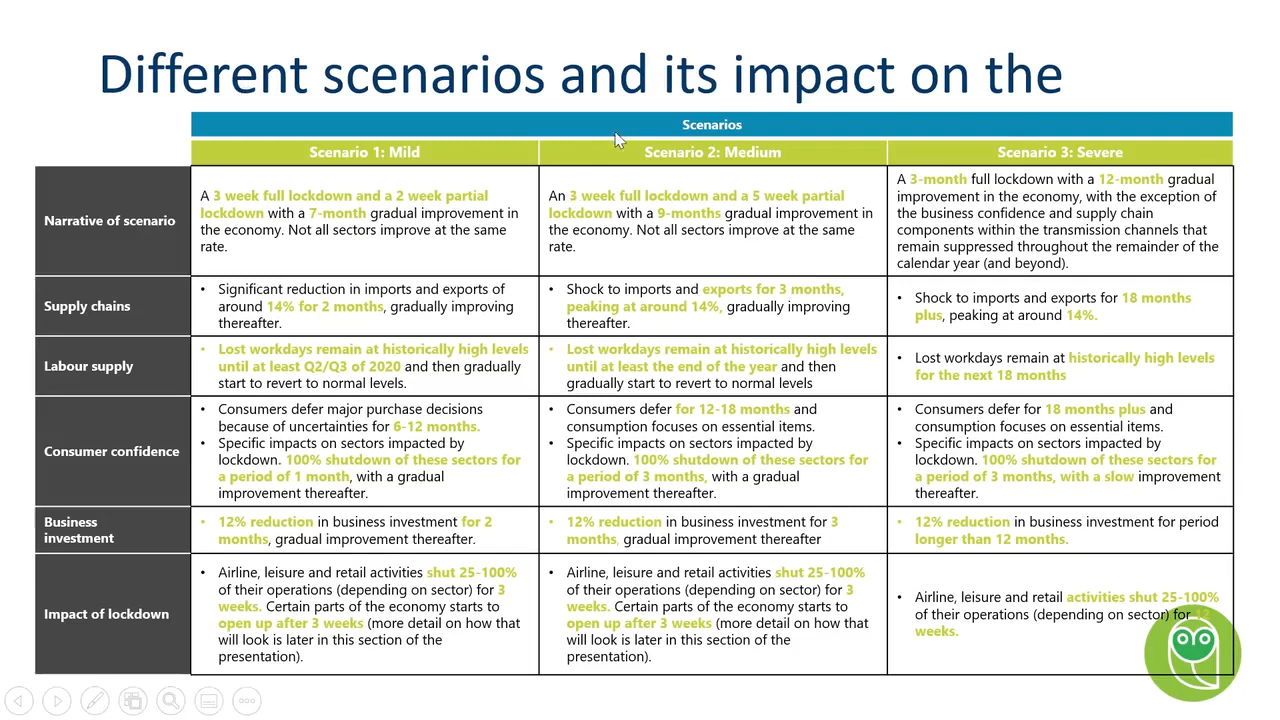 Different scenarios and its impact on the
Scenarios
Scenario 1: Mild
Scenario 2: Medium
Scenario 3: Severe
Narrative of scenario
A 3 week full lockdown and a 2 week partial
lockdown with a 7-month gradual improvement in
the economy. Not all sectors improve at the same
rate.
An 3 week full lockdown and a 5 week partial
lockdown with a 9-months gradual improvement in
the economy. Not all sectors improve at the same
rate.
A 3-month full lockdown with a 12-month gradual
improvement in the economy, with the exception of
the business confidence and supply chain
components within the transmission channels that
remain suppressed throughout the remainder of the
calendar year (and beyond).
Supply chains
• Significant reduction in imports and exports of
around 14% for 2 months, gradually improving
thereafter.
• Shock to imports and exports for 3 months,
peaking at around 14%, gradually improving
thereafter.
• Shock to imports and exports for 18 months
plus, peaking at around 14%.
Labour supply
• Lost workdays remain at historically high levels
until at least Q2/Q3 of 2020 and then gradually
start to revert to normal levels.
• Lost workdays remain at historically high levels
until at least the end of the year and then
gradually start to revert to normal levels
• Lost workdays remain at historically high levels
for the next 18 months
Consumer confidence
• Consumers defer major purchase decisions
because of uncertainties for 6-12 months.
• Specific impacts on sectors impacted by
lockdown. 100% shutdown of these sectors for
a period of 1 month, with a gradual
improvement thereafter.
• Consumers defer for 12-18 months and
consumption focuses on essential items.
• Specific impacts on sectors impacted by
lockdown. 100% shutdown of these sectors for
a period of 3 months, with a gradual
improvement thereafter.
• Consumers defer for 18 months plus and
consumption focuses on essential items.
• Specific impacts on sectors impacted by
lockdown. 100% shutdown of these sectors for
a period of 3 months, with a slow improvement
thereafter.
Business
investment
• 12% reduction in business investment for 2
months, gradual improvement thereafter.
• 12% reduction in business investment for 3
months, gradual improvement thereafter
• 12% reduction in business investment for period
longer than 12 months.
Impact of lockdown
• Airline, leisure and retail activities shut 25-100%
of their operations (depending on sector) for 3
weeks. Certain parts of the economy starts to
open up after 3 weeks (more detail on how that
will look is later in this section of the
presentation).
• Airline, leisure and retail activities shut 25-100%
of their operations (depending on sector) for 3
weeks. Certain parts of the economy starts to
open up after 3 weeks (more detail on how that
will look is later in this section of the
presentation).
• Airline, leisure and retail activities shut 25-100%
of their operations (depending on sector) for
weeks.